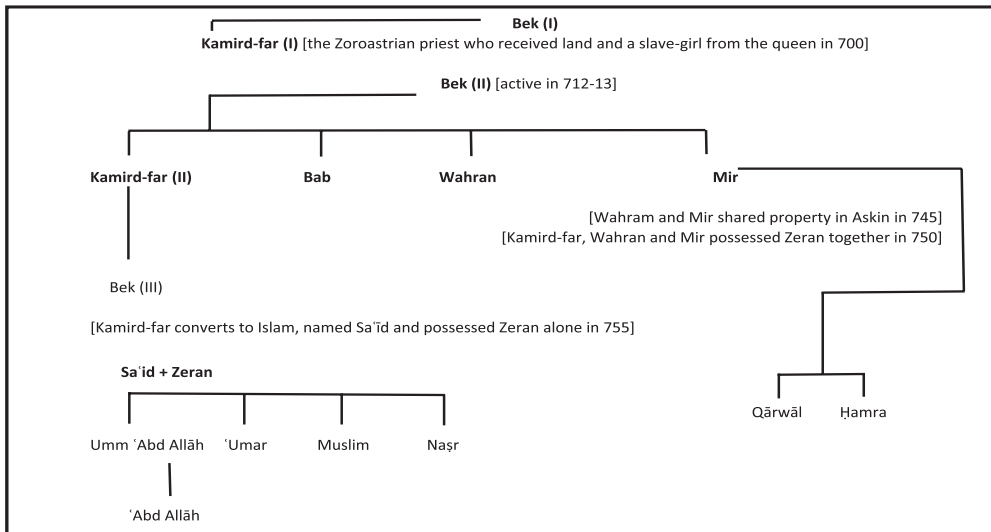 Bek (I)
Kamird-far (I) [the Zoroastrian priest who received land and a slave-girl from the queen in 700]
Bek (II) [active in 712-13]
Kamird-far (II) Bab Wahran Mir
[Wahram and Mir shared property in Askin in 745]
[Kamird-far, Wahran and Mir possessed Zeran together in 750]
Bek (III)
[Kamird-far converts to Islam, named Saʿīd and possessed Zeran alone in 755]
Saʿid + Zeran
Qārwāl Ḥamra
Umm ʿAbd Allāh ʿUmar Muslim Naṣr
ʿAbd Allāh